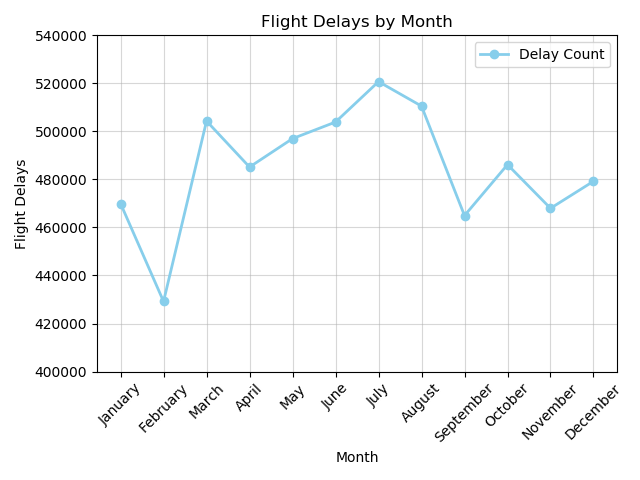 Flight Delays by Month
Delay Count
Flight Delays
540000
520000
500000
480000
460000
440000
420000
400000
January
February
March
April
May
June
July
August
September
October
November
December
Month